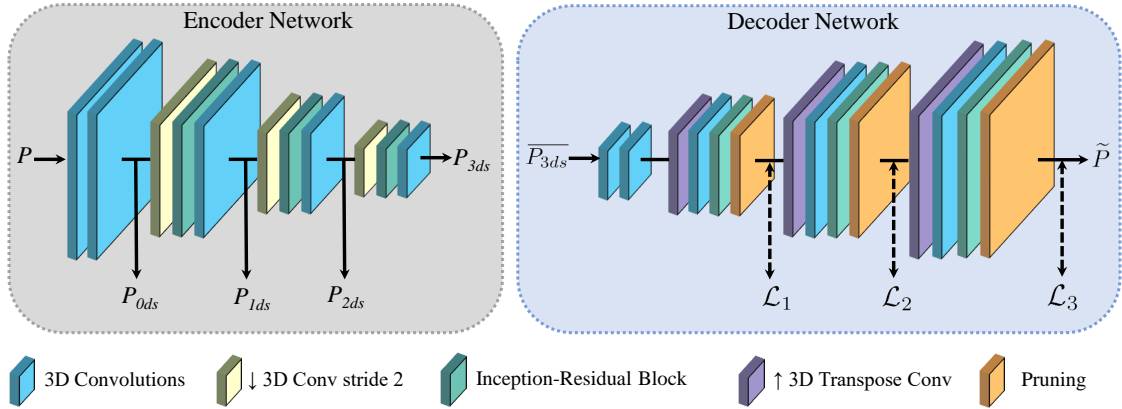 Encoder Network
Decoder Network
P
P3ds
P0ds
P1ds
P2ds
\overline{P3ds}
P̃
ℒ1
ℒ2
ℒ3
3D Convolutions
↓ 3D Conv stride 2
Inception-Residual Block
↑ 3D Transpose Conv
Pruning